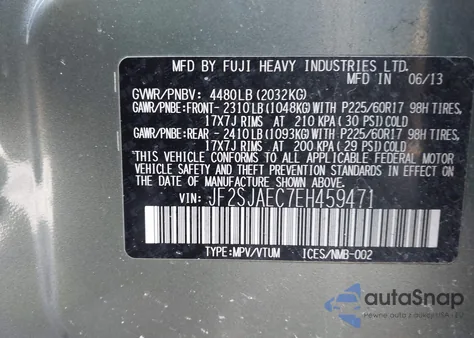 MFD BY FUJI HEAVY INDUSTRIES LTD.
MFD IN 06/13
GVWR/PNBV: 4480LB (2032KG)
GAWR/PNBE:FRONT- 2310LB (1048KG) WITH P225/60R17 98H TIRES.
17X7J RIMS AT 210 KPA (30 PSI) COLD
GAWR/PNBE:REAR - 2410LB (1093KG) WITH P225/60R17 98H TIRES.
17X7J RIMS AT 200 KPA (29 PSI) COLD
THIS VEHICLE CONFORMS TO ALL APPLICABLE FEDERAL MOTOR
VEHICLE SAFETY STANDARDS IN EFFECT ON THE DATE
OF MANUFACTURE SHOWN ABOVE.
VIN: JF2SJAEC7EH459471
TYPE:MPV/VTUM ICES/NMB-002
autoSnap